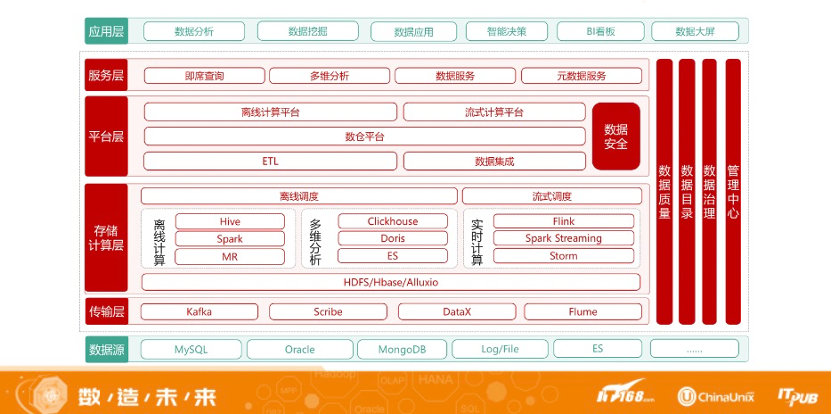 应用层 数据分析 数据挖掘 数据应用 智能决策 BI看板 数据大屏
服务层 即席查询 多维分析 数据服务 元数据服务
平台层
离线计算平台 流式计算平台
数仓平台
ETL 数据集成
数据
安全
存储
计算层
离线调度 流式调度
离线计算
Hive
Spark
MR
多维分析
Clickhouse
Doris
ES
实时计算
Flink
Spark Streaming
Storm
HDFS/Hbase/Alluxio
传输层 Kafka Scribe DataX Flume
数据质量
数据目录
数据治理
管理中心
数据源 MySQL Oracle MongoDB Log/File ES ......
数/造/未/来
Hadoop
OLAP
HANA
Oracle
SQL
IT168.com
ChinaUnix
ITPUB